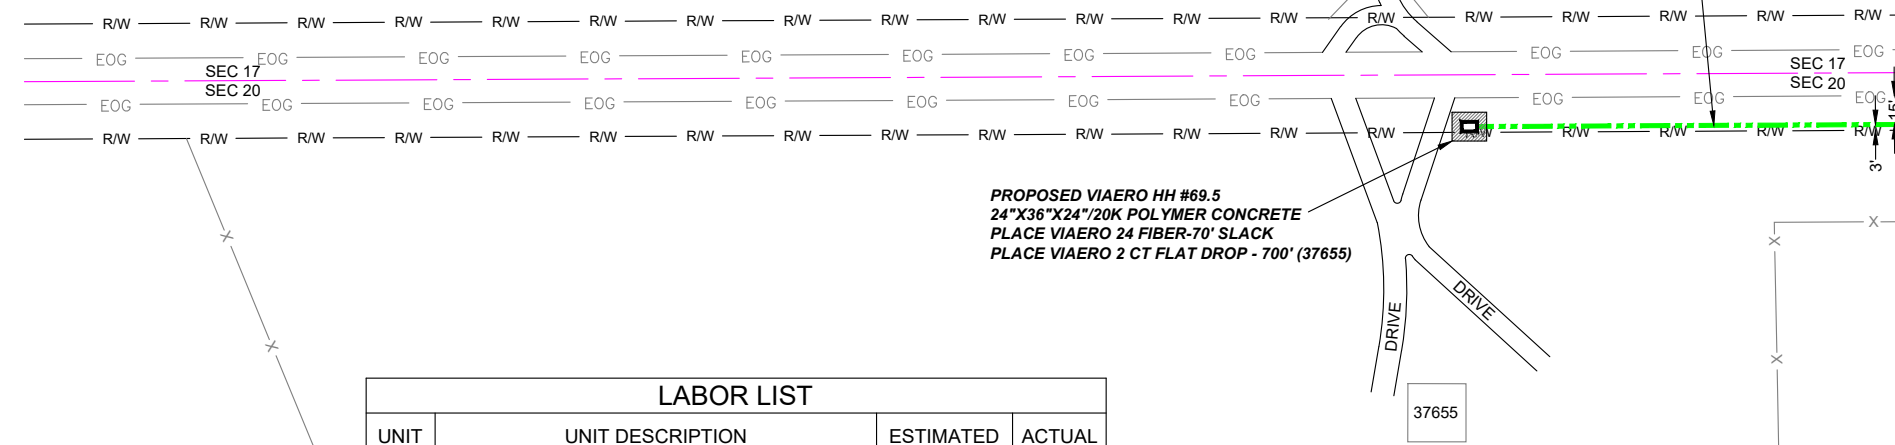 R/W R/W R/W R/W R/W R/W R/W R/W R/W R/W R/W R/W R/W R/W R/W R/W R/W R/W R/W
EOG EOG EOG EOG EOG EOG EOG EOG EOG EOG EOG
SEC 17 SEC 17
SEC 20 SEC 20
EOG EOG EOG EOG EOG EOG EOG EOG EOG EOG EOG
15'
R/W R/W R/W R/W R/W R/W R/W R/W R/W R/W R/W R/W R/W R/W R/W R/W R/W R/W R/W
3'
PROPOSED VIAERO HH #69.5
24"X36"X24"/20K POLYMER CONCRETE
PLACE VIAERO 24 FIBER-70' SLACK
PLACE VIAERO 2 CT FLAT DROP - 700' (37655)
X X
X
X X
DRIVE
DRIVE
37655
LABOR LIST
UNIT UNIT DESCRIPTION ESTIMATED ACTUAL